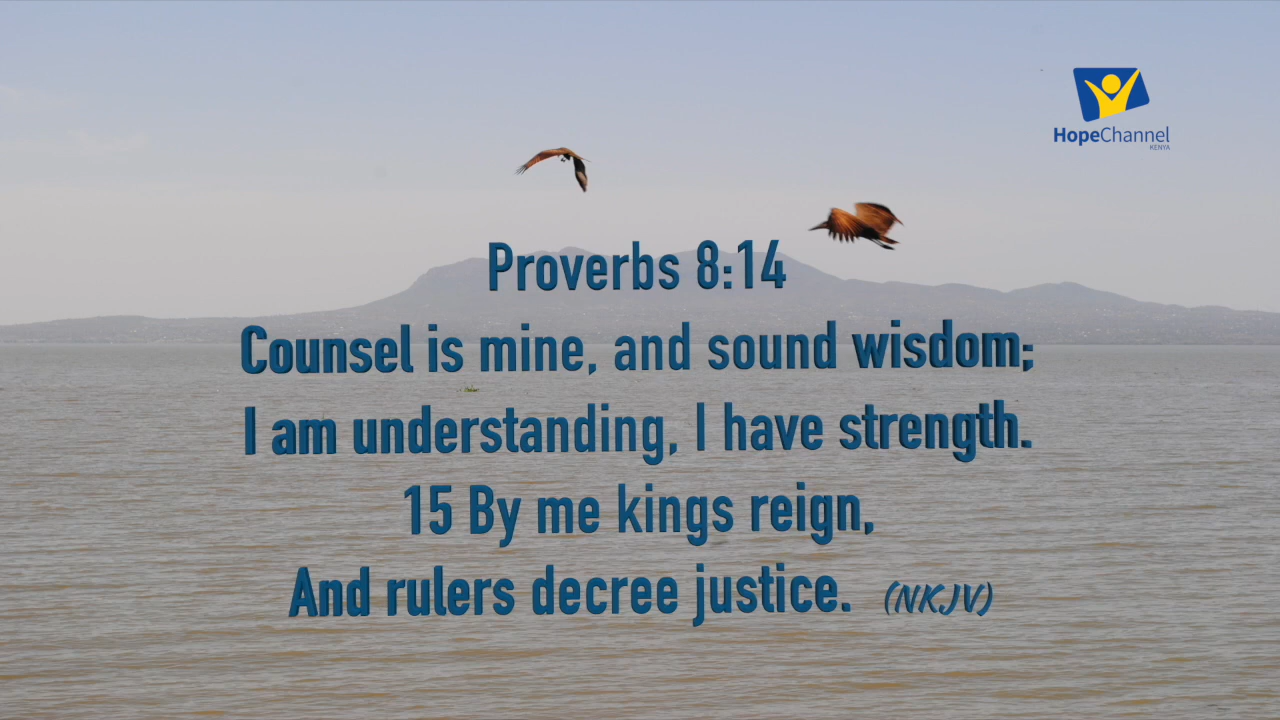 HopeChannel
KENYA
Proverbs 8:14
Counsel is mine, and sound wisdom;
I am understanding, I have strength.
15 By me kings reign,
And rulers decree justice. (NKJV)